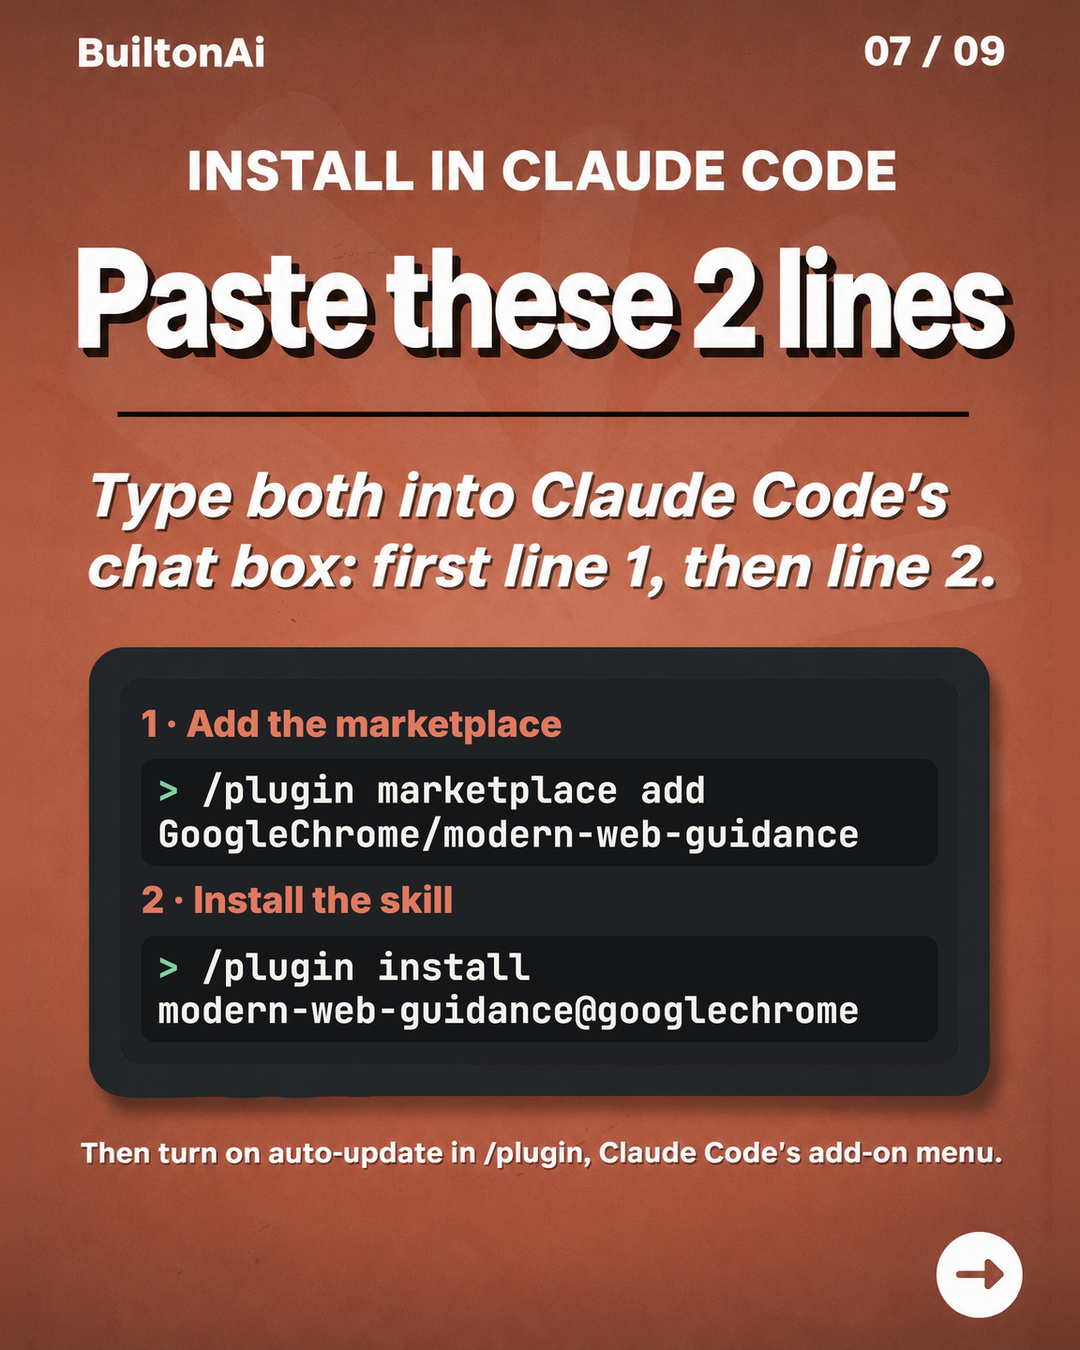 BuiltonAi
07 / 09
INSTALL IN CLAUDE CODE
Paste these 2 lines
Type both into Claude Code's
chat box: first line 1, then line 2.
1 · Add the marketplace
> /plugin marketplace add
GoogleChrome/modern-web-guidance
2 · Install the skill
> /plugin install
modern-web-guidance@googlechrome
Then turn on auto-update in /plugin, Claude Code's add-on menu.